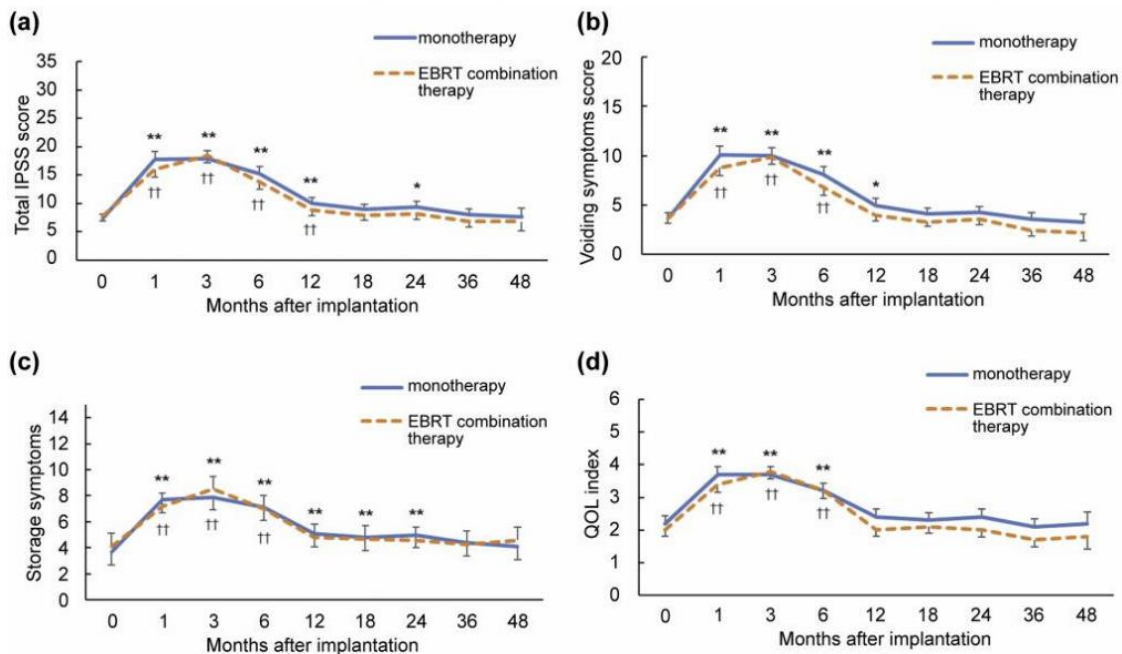 (a)
monotherapy
EBRT combination
therapy
Total IPSS score
35
30
25
20
15
10
5
0
** ** ** ** *
†† †† †† ††
0 1 3 6 12 18 24 36 48
Months after implantation
(b)
monotherapy
EBRT combination
therapy
Voiding symptoms score
20
15
10
5
0
** ** ** *
†† †† ††
0 1 3 6 12 18 24 36 48
Months after implantation
(c)
monotherapy
EBRT combination
therapy
Storage symptoms
14
12
10
8
6
4
2
0
** ** ** ** ** **
†† †† ††
0 1 3 6 12 18 24 36 48
Months after implantation
(d)
monotherapy
EBRT combination
therapy
QOL index
6
5
4
3
2
1
0
** ** **
†† †† ††
0 1 3 6 12 18 24 36 48
Months after implantation